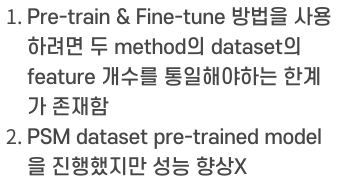 1. Pre-train & Fine-tune 방법을 사용
하려면 두 method의 dataset의
feature 개수를 통일해야하는 한계
가 존재함
2. PSM dataset pre-trained model
을 진행했지만 성능 향상X